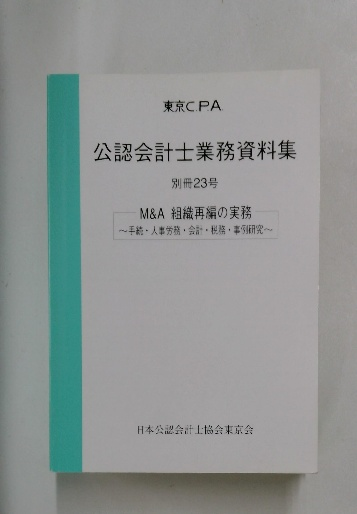 東京C.P.A.
公認会計士業務資料集
別冊23号
M&A 組織再編の実務
～手続・人事労務・会計・税務・事例研究～
日本公認会計士協会東京会